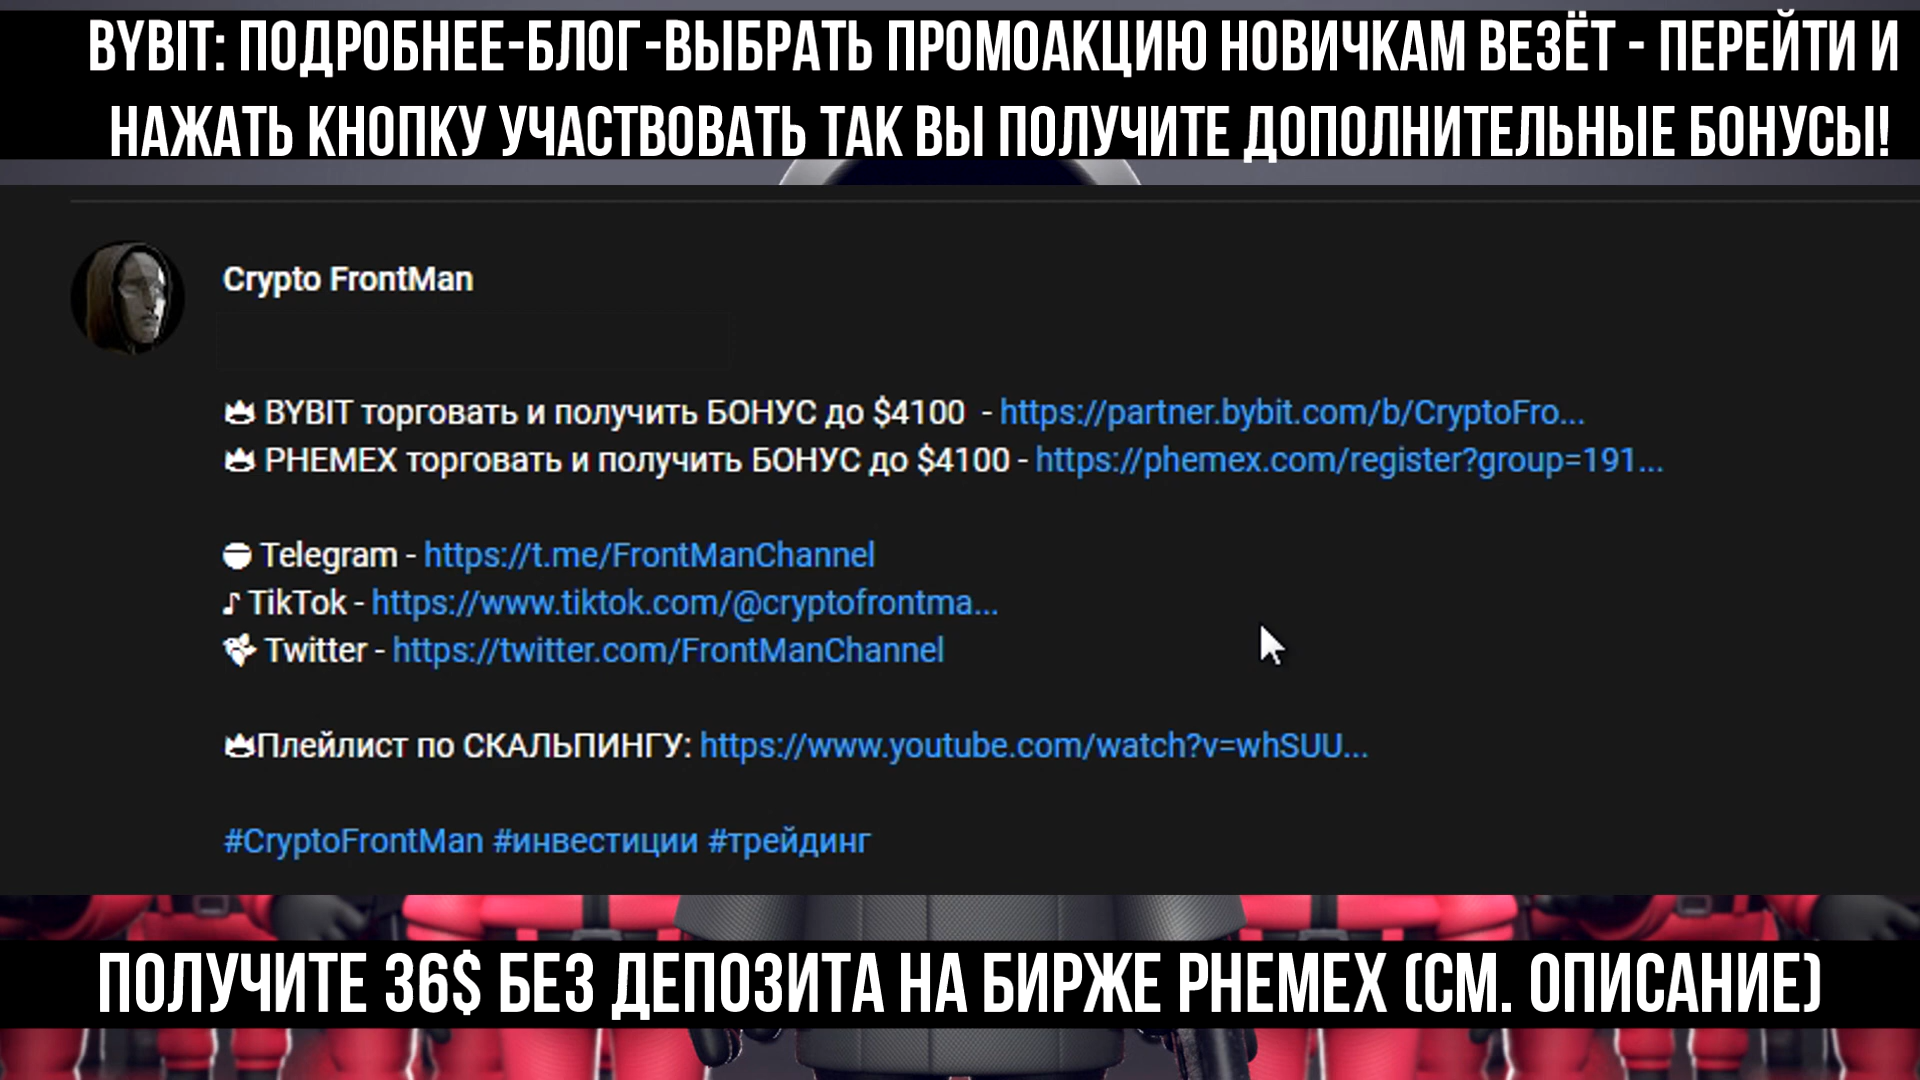 BYBIT: ПОДРОБНЕЕ-БЛОГ-ВЫБРАТЬ ПРОМОАКЦИЮ НОВИЧКАМ ВЕЗЁТ - ПЕРЕЙТИ И
НАЖАТЬ КНОПКУ УЧАСТВОВАТЬ ТАК ВЫ ПОЛУЧИТЕ ДОПОЛНИТЕЛЬНЫЕ БОНУСЫ!
Crypto FrontMan
BYBIT торговать и получить БОНУС до $4100 - https://partner.bybit.com/b/CryptoFro...
PHEMEX торговать и получить БОНУС до $4100 - https://phemex.com/register?group=191...
Telegram - https://t.me/FrontManChannel
TikTok - https://www.tiktok.com/@cryptofrontma...
Twitter - https://twitter.com/FrontManChannel
Плейлист по СКАЛЬПИНГУ: https://www.youtube.com/watch?v=whSUU...
#CryptoFrontMan #инвестиции #трейдинг
ПОЛУЧИТЕ 36$ БЕЗ ДЕПОЗИТА НА БИРЖЕ PHEMEX (СМ. ОПИСАНИЕ)